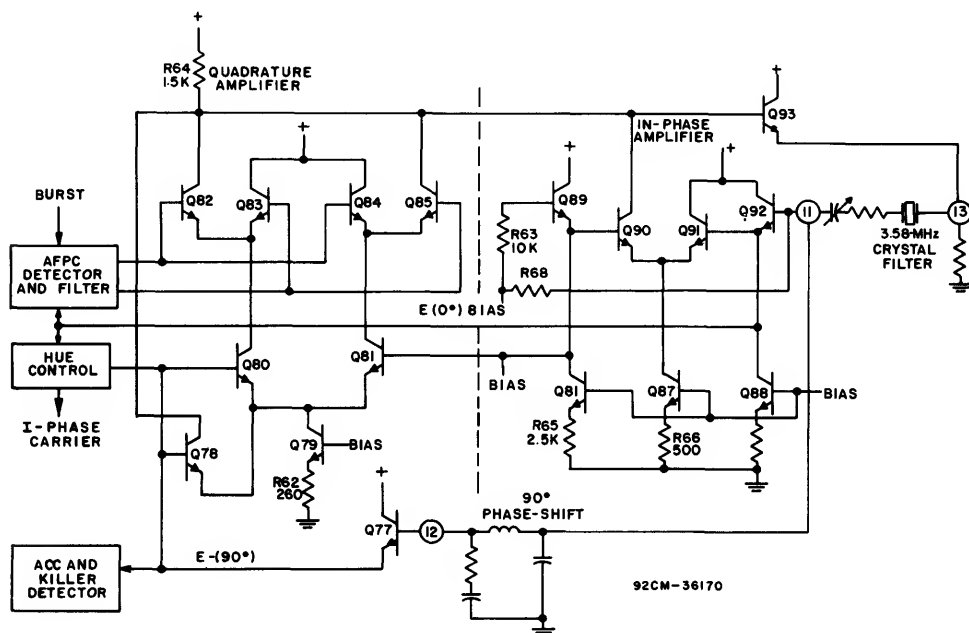 +
R64
1.5K
QUADRATURE
AMPLIFIER
+
Q93
IN-PHASE
AMPLIFIER
+
+
+
BURST
Q82
Q83
Q84
Q85
Q89
Q90
Q91
Q92
11
13
3.58-MHz
CRYSTAL
FILTER
R63
10K
R68
AFPC
DETECTOR
AND FILTER
E (0°) BIAS
HUE
CONTROL
Q80
Q81
BIAS
Q81
Q87
Q88
BIAS
I-PHASE
CARRIER
Q78
Q79
BIAS
R65
2.5K
R66
500
R62
260
+
90°
PHASE-SHIFT
Q77
12
ACC AND
KILLER
DETECTOR
E-(90°)
92CM-36170